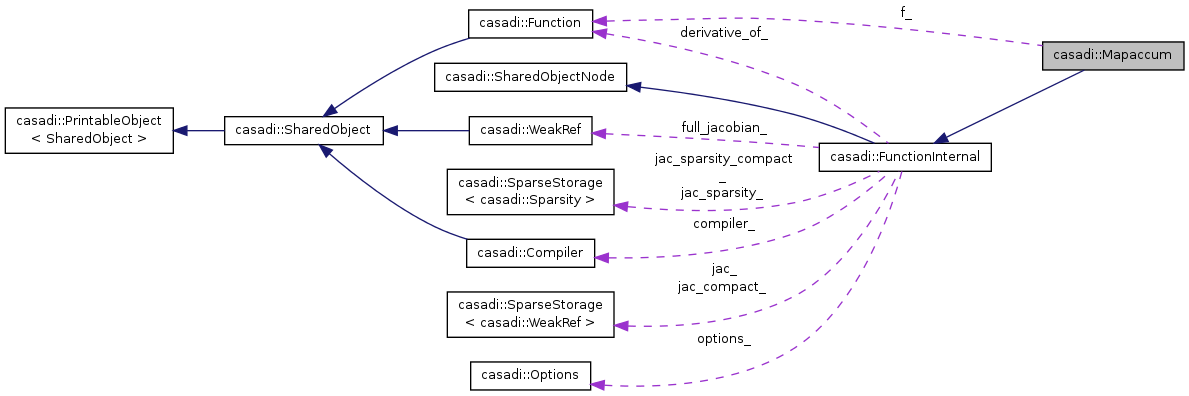 f_
casadi::Function
derivative_of_
casadi::Mapaccum
casadi::SharedObjectNode
casadi::PrintableObject
< SharedObject >
casadi::SharedObject
casadi::WeakRef
full_jacobian_
casadi::FunctionInternal
jac_sparsity_compact
_
jac_sparsity_
casadi::SparseStorage
< casadi::Sparsity >
compiler_
casadi::Compiler
jac_
jac_compact_
casadi::SparseStorage
< casadi::WeakRef >
options_
casadi::Options